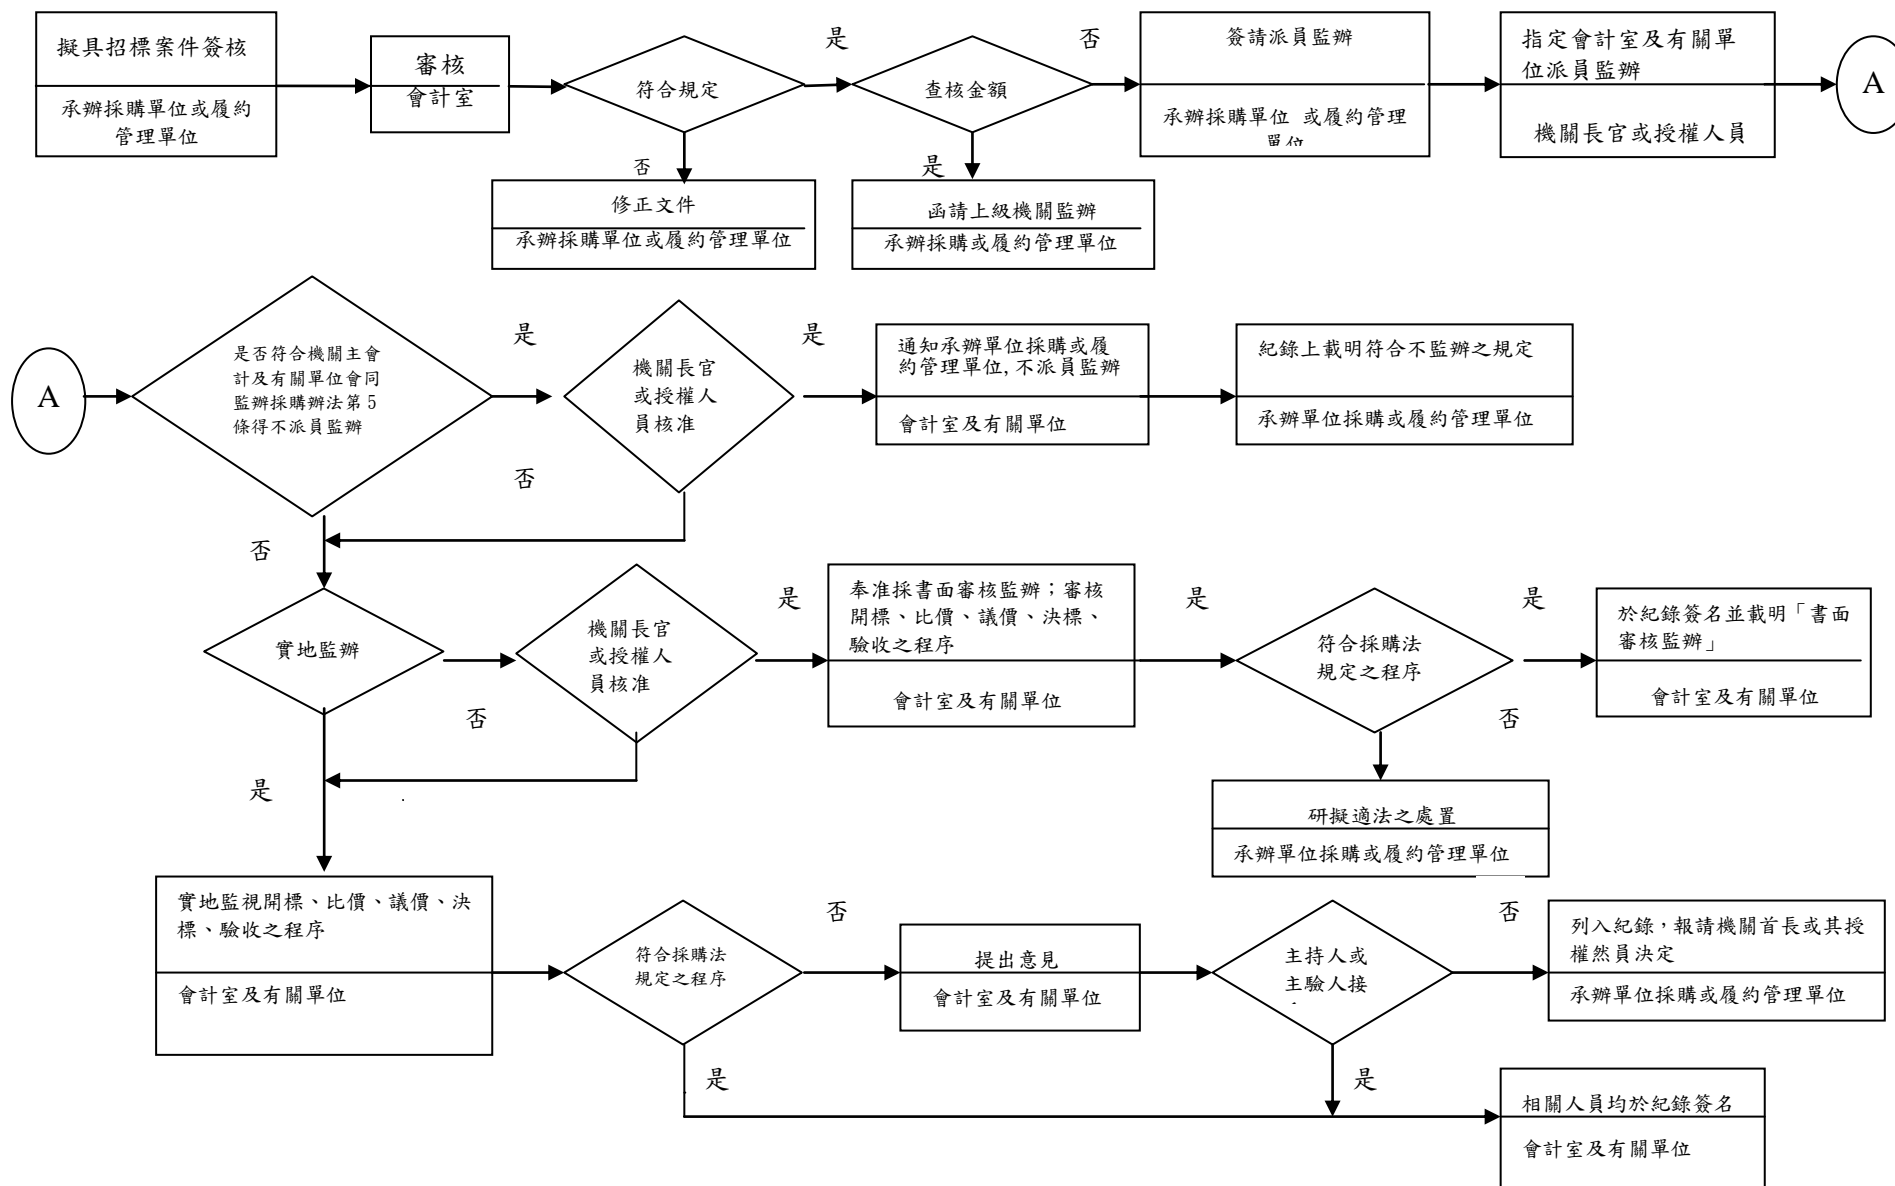 擬具招標案件簽核
承辦採購單位或履約
管理單位
審核
會計室
符合規定
是
否
查核金額
否
是
簽請派員監辦
承辦採購單位 或履約管理
單位
指定會計室及有關單
位派員監辦
機關長官或授權人員
A
修正文件
承辦採購單位或履約管理單位
函請上級機關監辦
承辦採購或履約管理單位
A
是否符合機關主會
計及有關單位會同
監辦採購辦法第5
條得不派員監辦
是
否
機關長官
或授權人
員核准
是
否
通知承辦單位採購或履
約管理單位,不派員監辦
會計室及有關單位
紀錄上載明符合不監辦之規定
承辦單位採購或履約管理單位
實地監辦
機關長官
或授權人
員核准
是
否
是
奉准採書面審核監辦；審核
開標、比價、議價、決標、
驗收之程序
會計室及有關單位
是
符合採購法
規定之程序
是
否
於紀錄簽名並載明「書面
審核監辦」
會計室及有關單位
研擬適法之處置
承辦單位採購或履約管理單位
實地監視開標、比價、議價、決
標、驗收之程序
會計室及有關單位
符合採購法
規定之程序
否
是
提出意見
會計室及有關單位
主持人或
主驗人接
否
是
列入紀錄，報請機關首長或其授
權然員決定
承辦單位採購或履約管理單位
相關人員均於紀錄簽名
會計室及有關單位